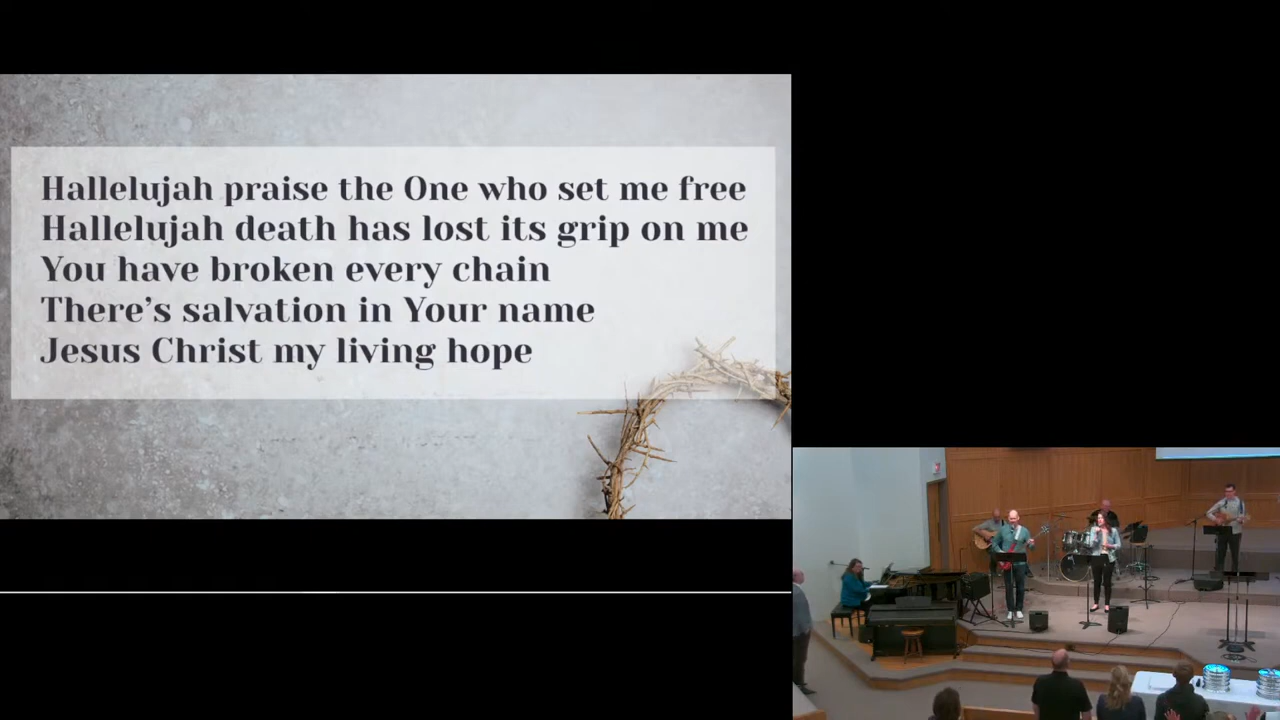 Hallelujah praise the One who set me free
Hallelujah death has lost its grip on me
You have broken every chain
There’s salvation in Your name
Jesus Christ my living hope